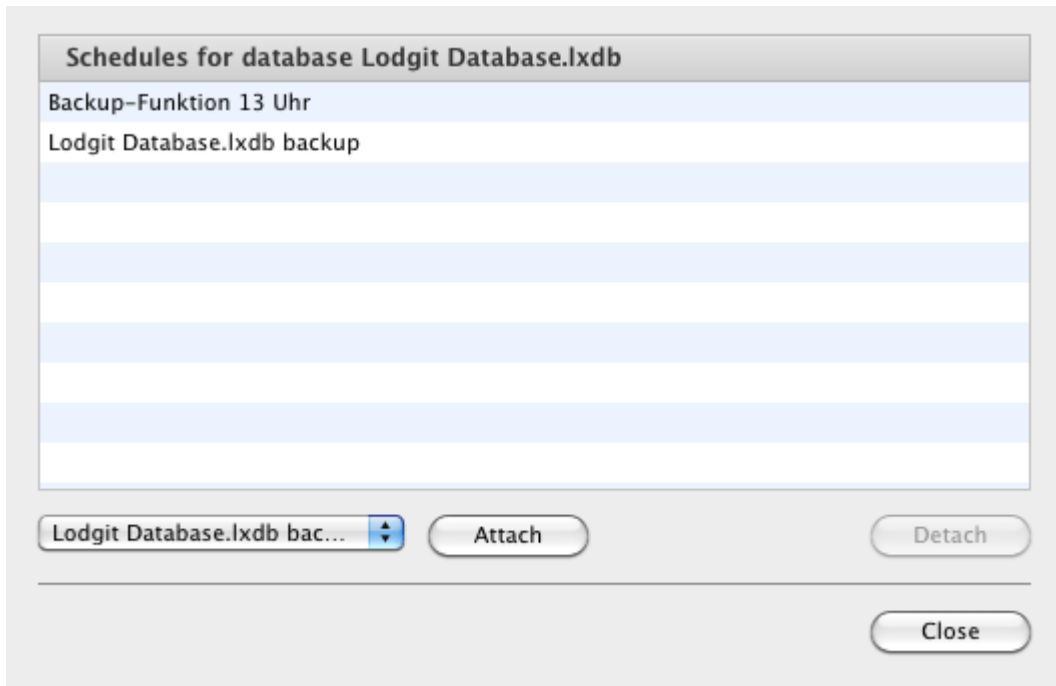 Schedules for database Lodgit Database.lxdb
Backup-Funktion 13 Uhr
Lodgit Database.lxdb backup
Lodgit Database.lxdb bac...
Attach
Detach
Close